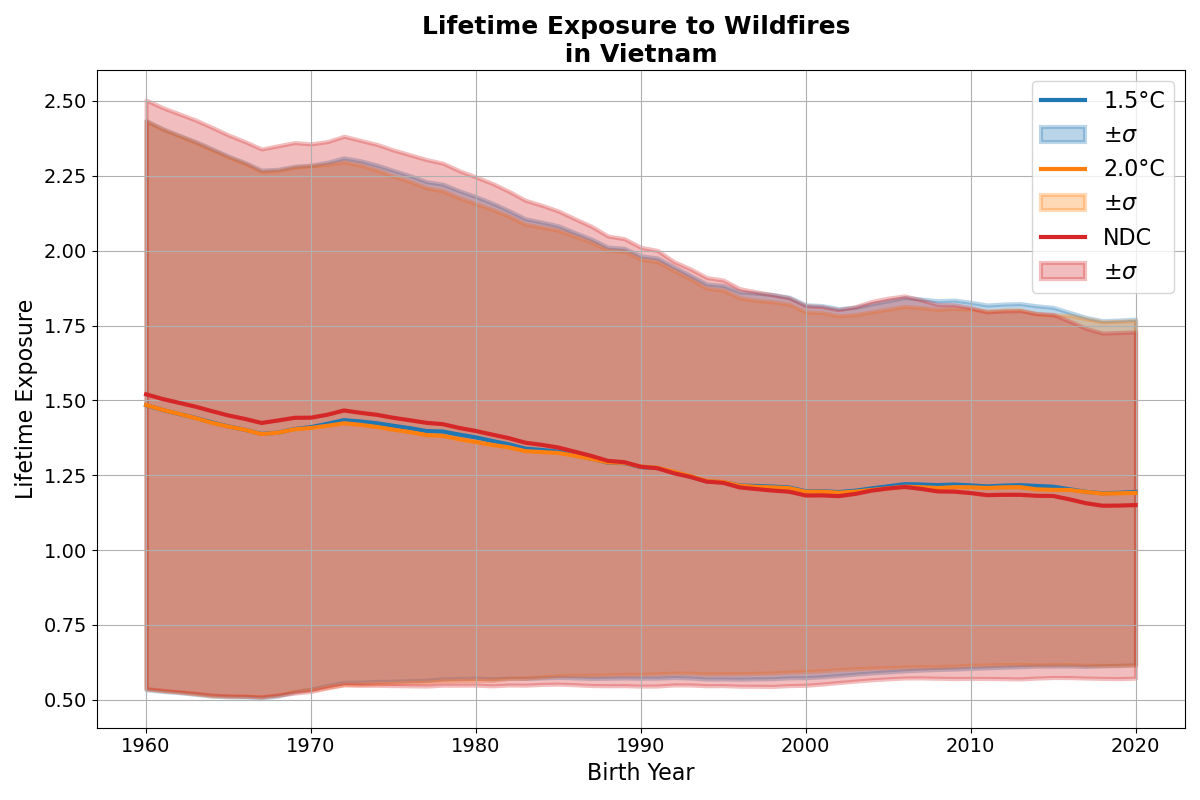 Lifetime Exposure to Wildfires
in Vietnam
Lifetime Exposure
2.50
2.25
2.00
1.75
1.50
1.25
1.00
0.75
0.50
1.5°C
±σ
2.0°C
±σ
NDC
±σ
1960
1970
1980
1990
2000
2010
2020
Birth Year